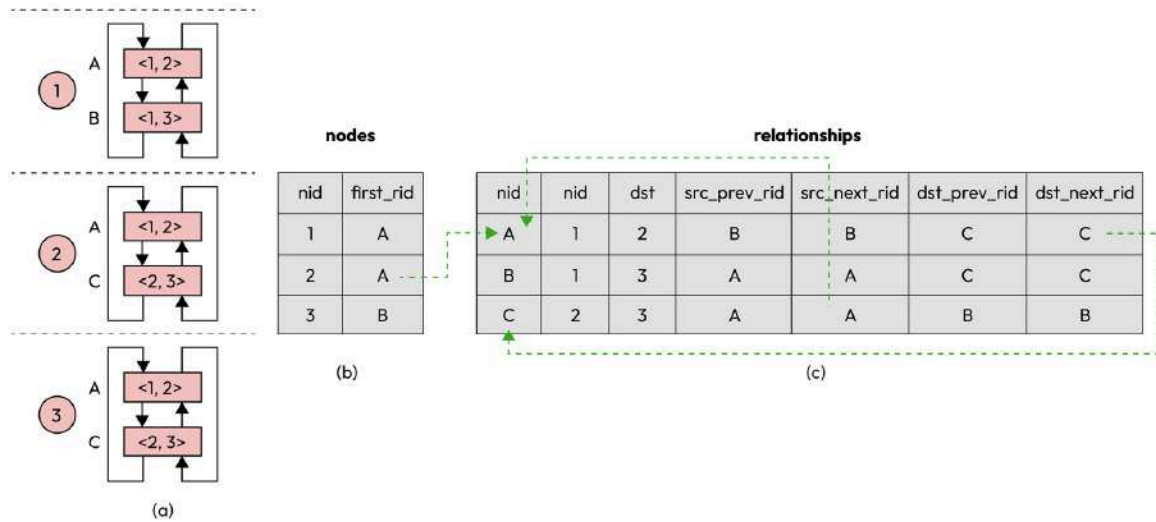 A
<1, 2>
1
B
<1, 3>
A
<1, 2>
2
C
<2, 3>
A
<1, 2>
3
C
<2, 3>
(a)
nodes
nid first_rid
1 A
2 A
3 B
(b)
relationships
nid nid dst src_prev_rid src_next_rid dst_prev_rid dst_next_rid
A 1 2 B B C C
B 1 3 A A C C
C 2 3 A A B B
(c)